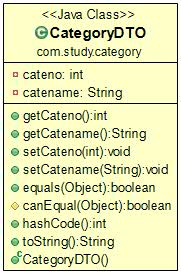 <<Java Class>>
CategoryDTO
com.study.category
cateno: int
catename: String
getCateno():int
getCatename():String
setCateno(int):void
setCatename(String):void
equals(Object):boolean
canEqual(Object):boolean
hashCode():int
toString():String
CategoryDTO()